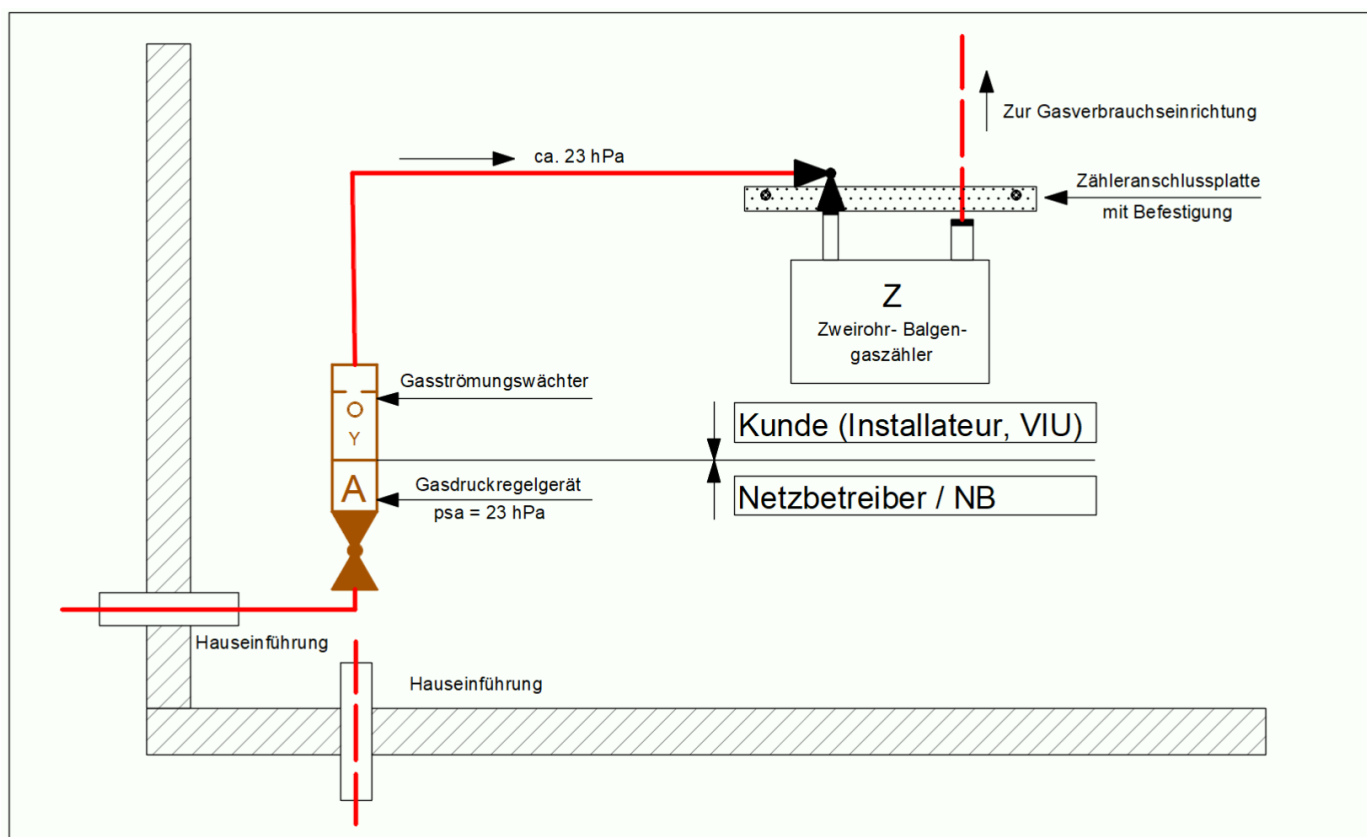 Zur Gasverbrauchseinrichtung
ca. 23 hPa
Zähleranschlussplatte
mit Befestigung
Z
Zweirohr- Balgen-
gaszähler
Gasströmungswächter
O
Y
Kunde (Installateur, VIU)
A
Gasdruckregelgerät
psa = 23 hPa
Netzbetreiber / NB
Hauseinführung
Hauseinführung